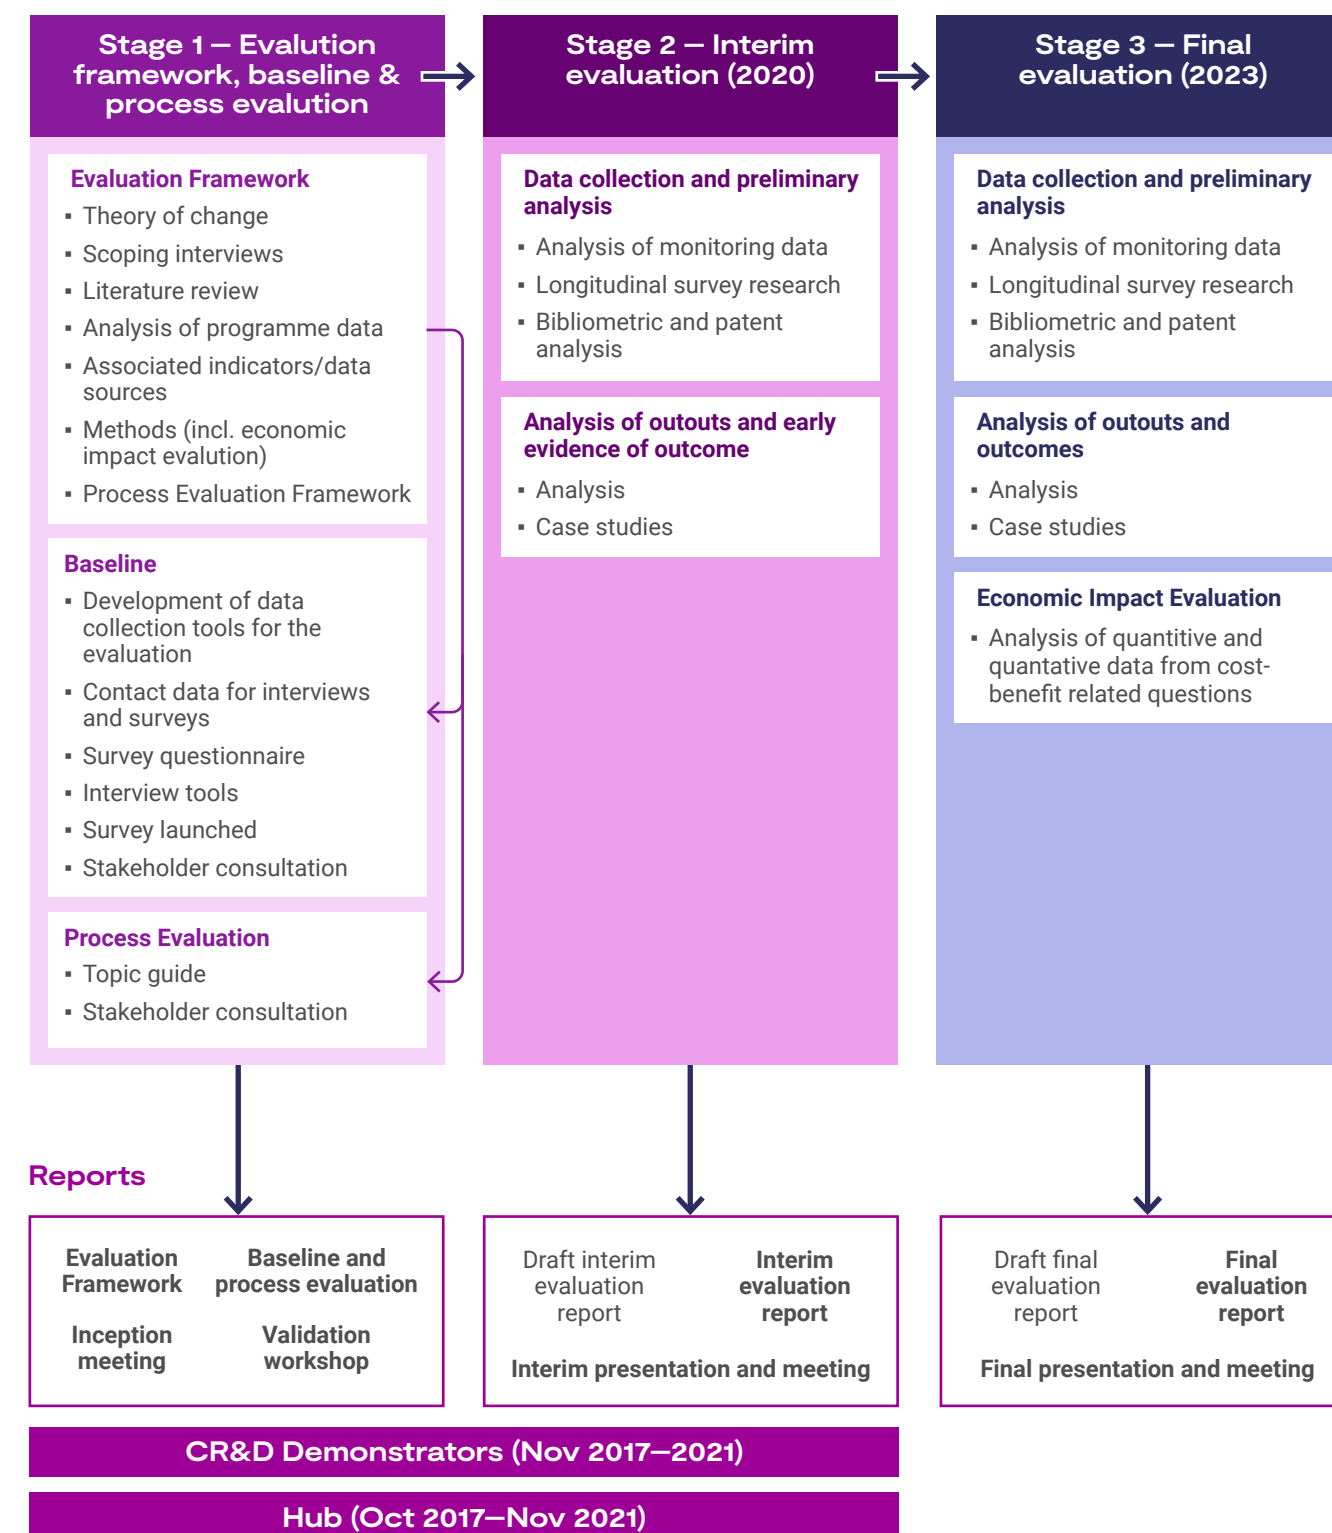 Stage 1 – Evalution
framework, baseline &
process evalution
Stage 2 – Interim
evaluation (2020)
Stage 3 – Final
evaluation (2023)
Evaluation Framework
▪ Theory of change
▪ Scoping interviews
▪ Literature review
▪ Analysis of programme data
▪ Associated indicators/data
sources
▪ Methods (incl. economic
impact evalution)
▪ Process Evaluation Framework
Baseline
▪ Development of data
collection tools for the
evaluation
▪ Contact data for interviews
and surveys
▪ Survey questionnaire
▪ Interview tools
▪ Survey launched
▪ Stakeholder consultation
Process Evaluation
▪ Topic guide
▪ Stakeholder consultation
Data collection and preliminary
analysis
▪ Analysis of monitoring data
▪ Longitudinal survey research
▪ Bibliometric and patent
analysis
Analysis of outouts and early
evidence of outcome
▪ Analysis
▪ Case studies
Data collection and preliminary
analysis
▪ Analysis of monitoring data
▪ Longitudinal survey research
▪ Bibliometric and patent
analysis
Analysis of outouts and
outcomes
▪ Analysis
▪ Case studies
Economic Impact Evaluation
▪ Analysis of quantitive and
quantative data from cost-
benefit related questions
Reports
Evaluation
Framework
Baseline and
process evaluation
Inception
meeting
Validation
workshop
Draft interim
evaluation
report
Interim
evaluation
report
Interim presentation and meeting
Draft final
evaluation
report
Final
evaluation
report
Final presentation and meeting
CR&D Demonstrators (Nov 2017–2021)
Hub (Oct 2017–Nov 2021)